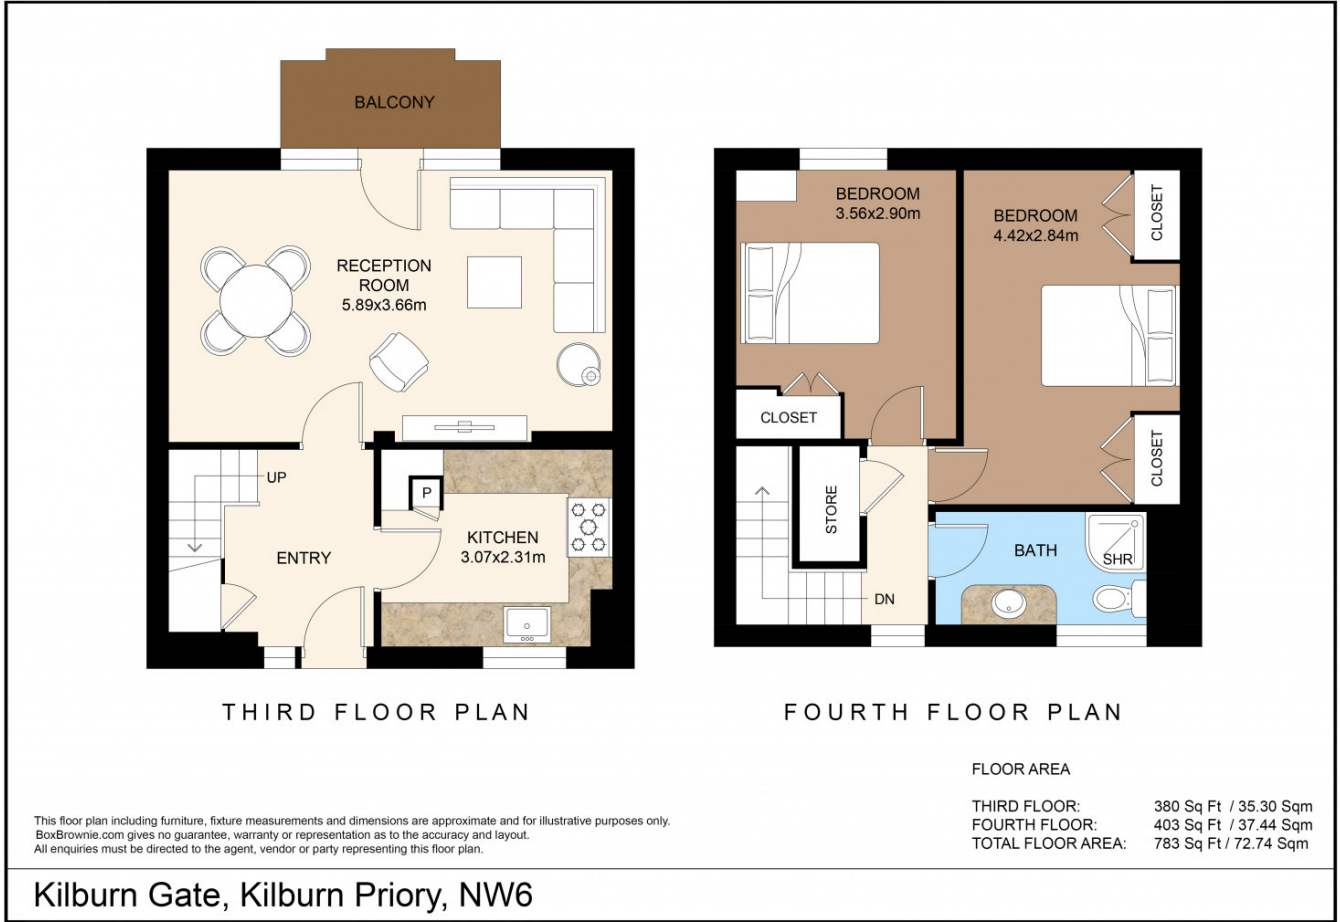 BALCONY
RECEPTION
ROOM
5.89x3.66m
UP
ENTRY
P
KITCHEN
3.07x2.31m
THIRD FLOOR PLAN
BEDROOM
3.56x2.90m
BEDROOM
4.42x2.84m
CLOSET
CLOSET
CLOSET
STORE
DN
BATH
SHR
FOURTH FLOOR PLAN
FLOOR AREA
THIRD FLOOR: 380 Sq Ft / 35.30 Sqm
FOURTH FLOOR: 403 Sq Ft / 37.44 Sqm
TOTAL FLOOR AREA: 783 Sq Ft / 72.74 Sqm
This floor plan including furniture, fixture measurements and dimensions are approximate and for illustrative purposes only.
BoxBrownie.com gives no guarantee, warranty or representation as to the accuracy and layout.
All enquiries must be directed to the agent, vendor or party representing this floor plan.
Kilburn Gate, Kilburn Priory, NW6